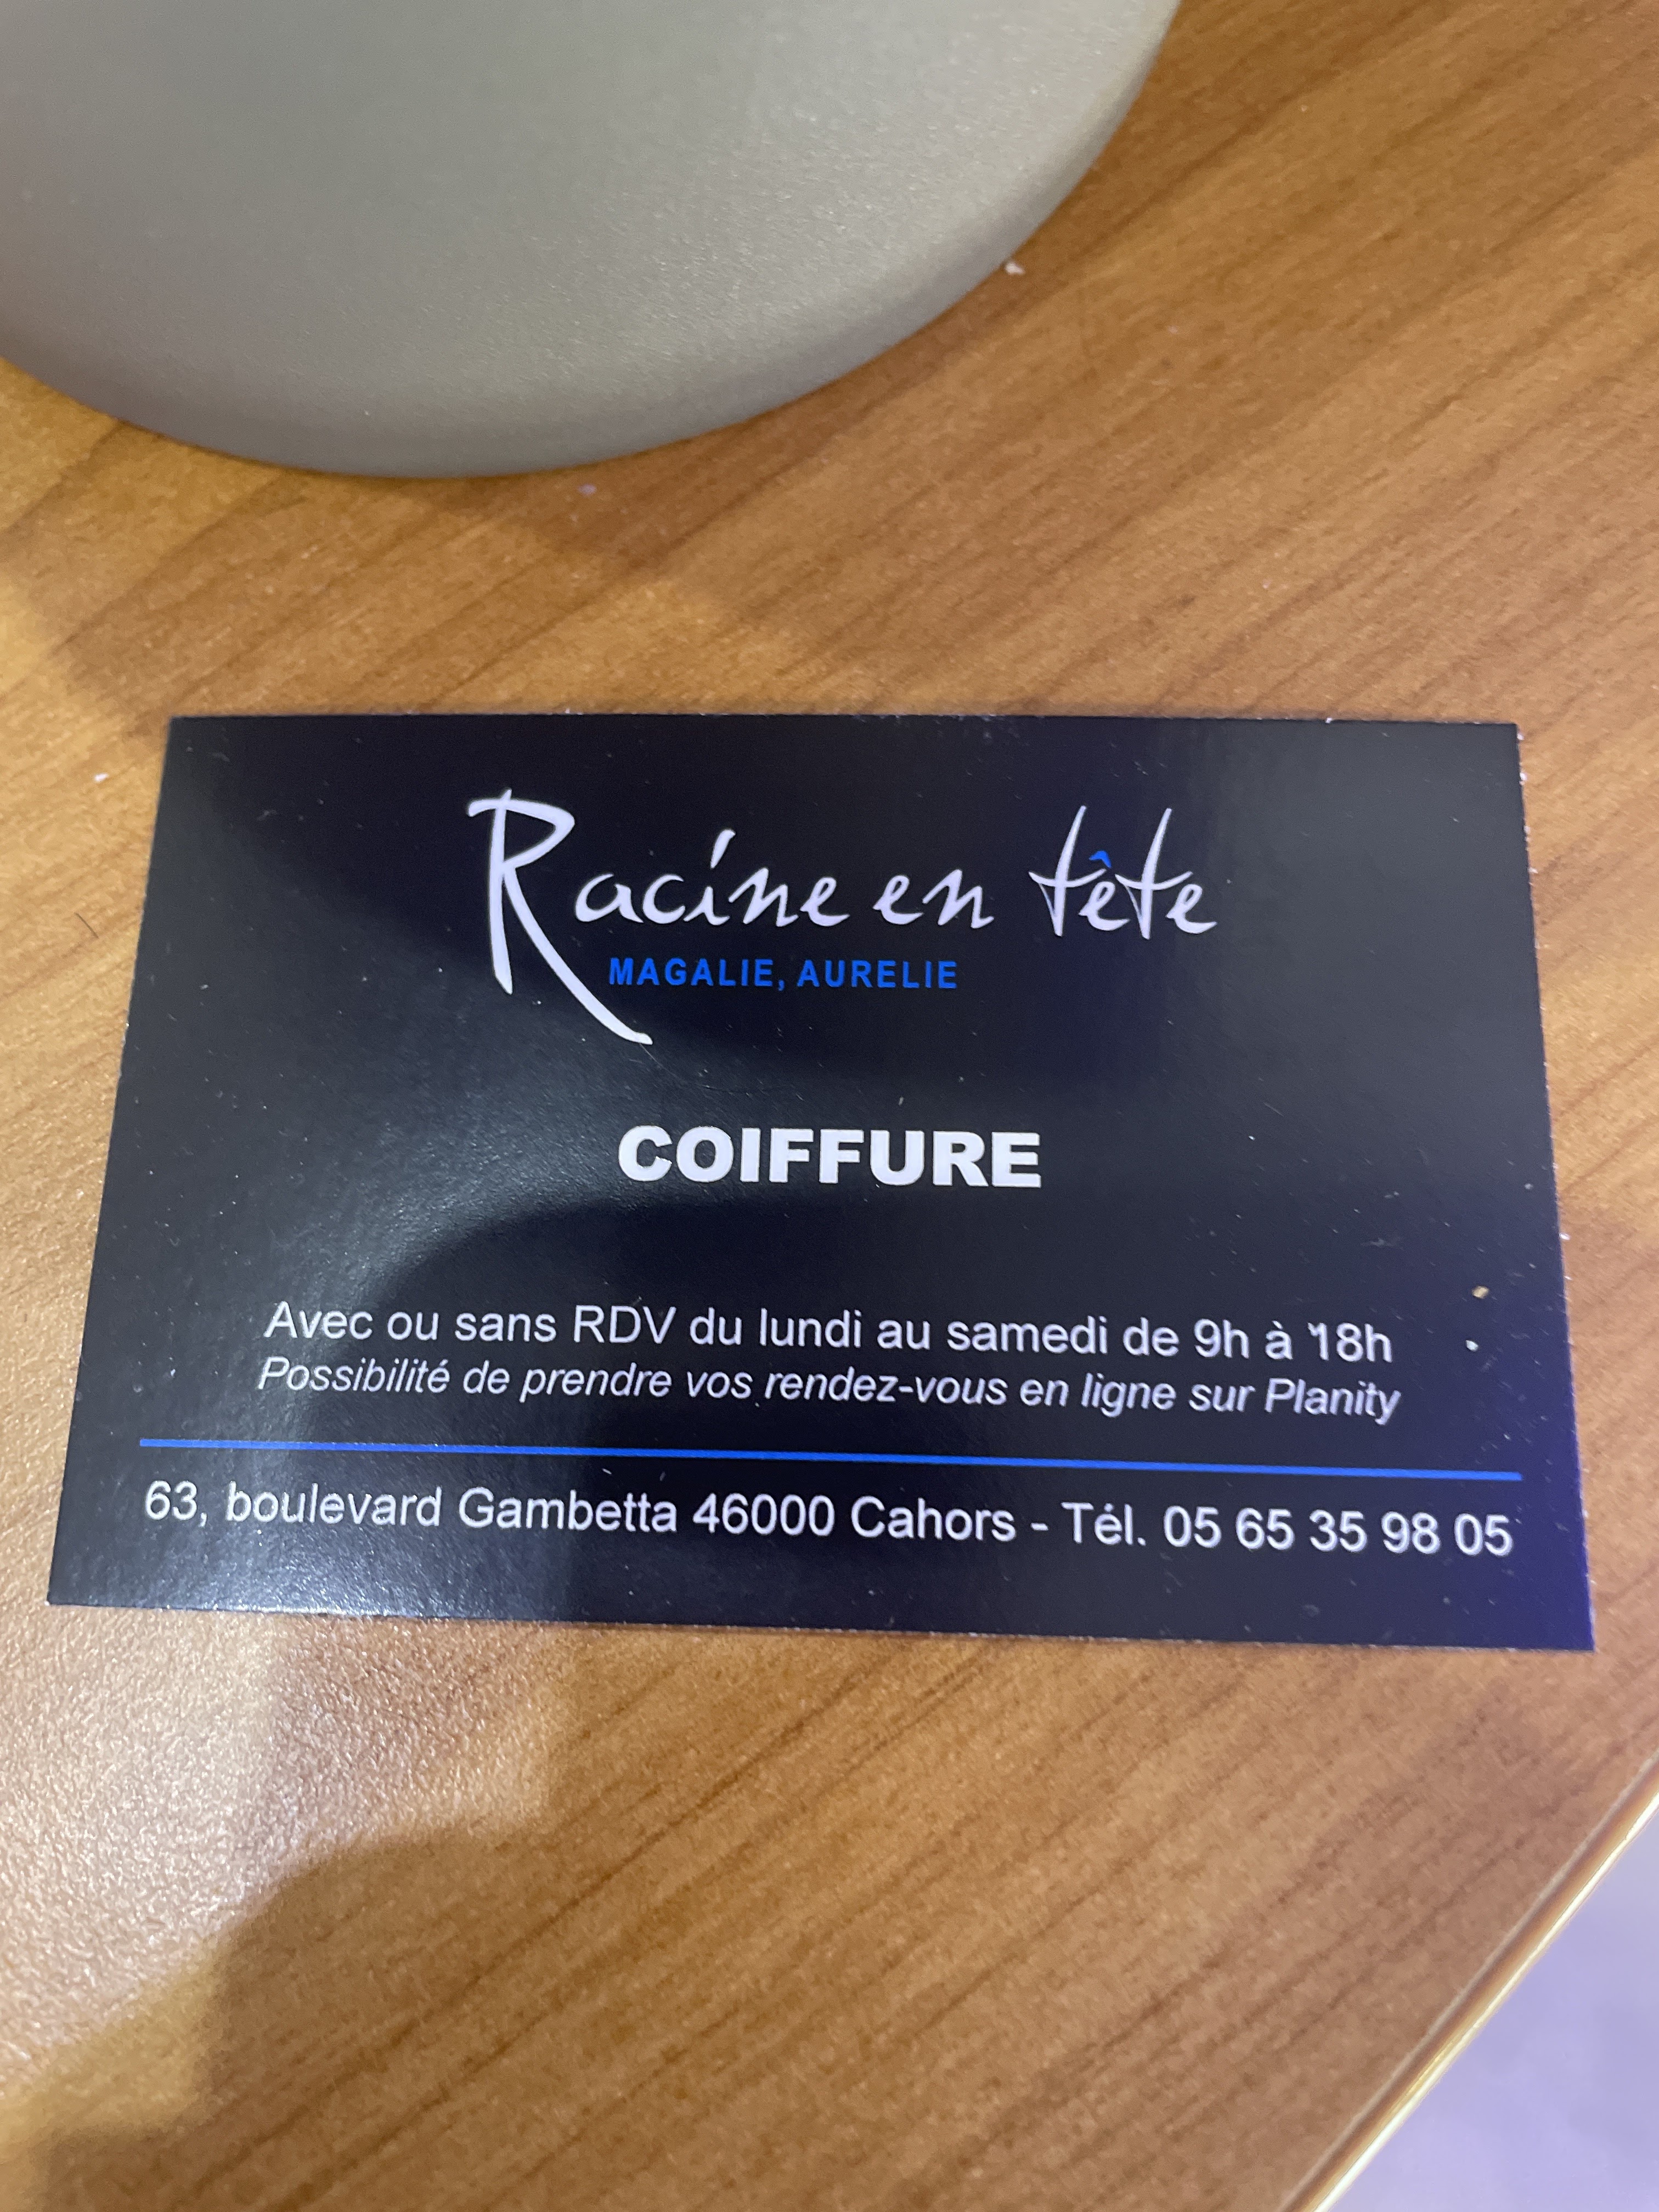 Racine en tête
MAGALIE, AURELIE
COIFFURE
Avec ou sans RDV du lundi au samedi de 9h à 18h
Possibilité de prendre vos rendez-vous en ligne sur Planity
63, boulevard Gambetta 46000 Cahors - Tél. 05 65 35 98 05